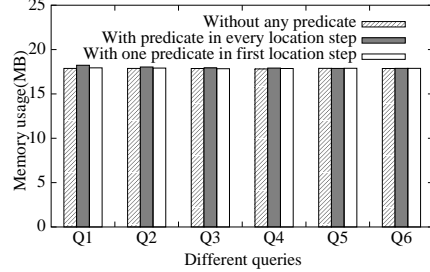 25
20
15
10
5
0
Memory usage(MB)
Without any predicate
With predicate in every location step
With one predicate in first location step
Q1 Q2 Q3 Q4 Q5 Q6
Different queries